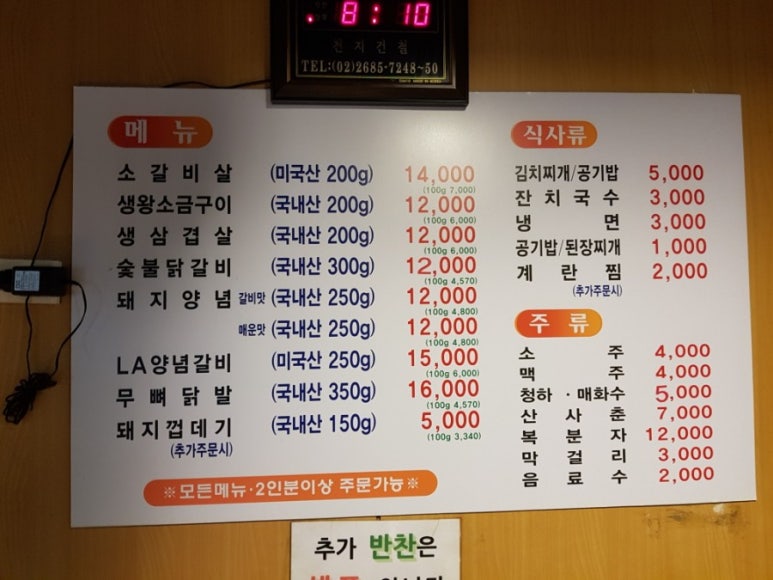 8:10
전지건점
TEL:(02)2685-7248~50
메 뉴
소 갈 비 살 (미국산 200g) 14,000
(100g 7,000)
생왕소금구이 (국내산 200g) 12,000
(100g 6,000)
생 삼 겹 살 (국내산 200g) 12,000
(100g 6,000)
숯불닭갈비 (국내산 300g) 12,000
(100g 4,570)
돼 지 양 념 갈비맛 (국내산 250g) 12,000
(100g 4,800)
매운맛 (국내산 250g) 12,000
(100g 4,800)
LA양념갈비 (미국산 250g) 15,000
(100g 6,000)
무 뼈 닭 발 (국내산 350g) 16,000
(100g 4,570)
돼지껍데기 (국내산 150g) 5,000
(추가주문시) (100g 3,340)
※모든메뉴·2인분이상 주문가능※
식사류
김치찌개/공기밥 5,000
잔 치 국 수 3,000
냉 면 3,000
공기밥/된장찌개 1,000
계 란 찜 2,000
(추가주문시)
주 류
소 주 4,000
맥 주 4,000
청하·매화수 5,000
산 사 춘 7,000
복 분 자 12,000
막 걸 리 3,000
음 료 수 2,000
추가 반찬은